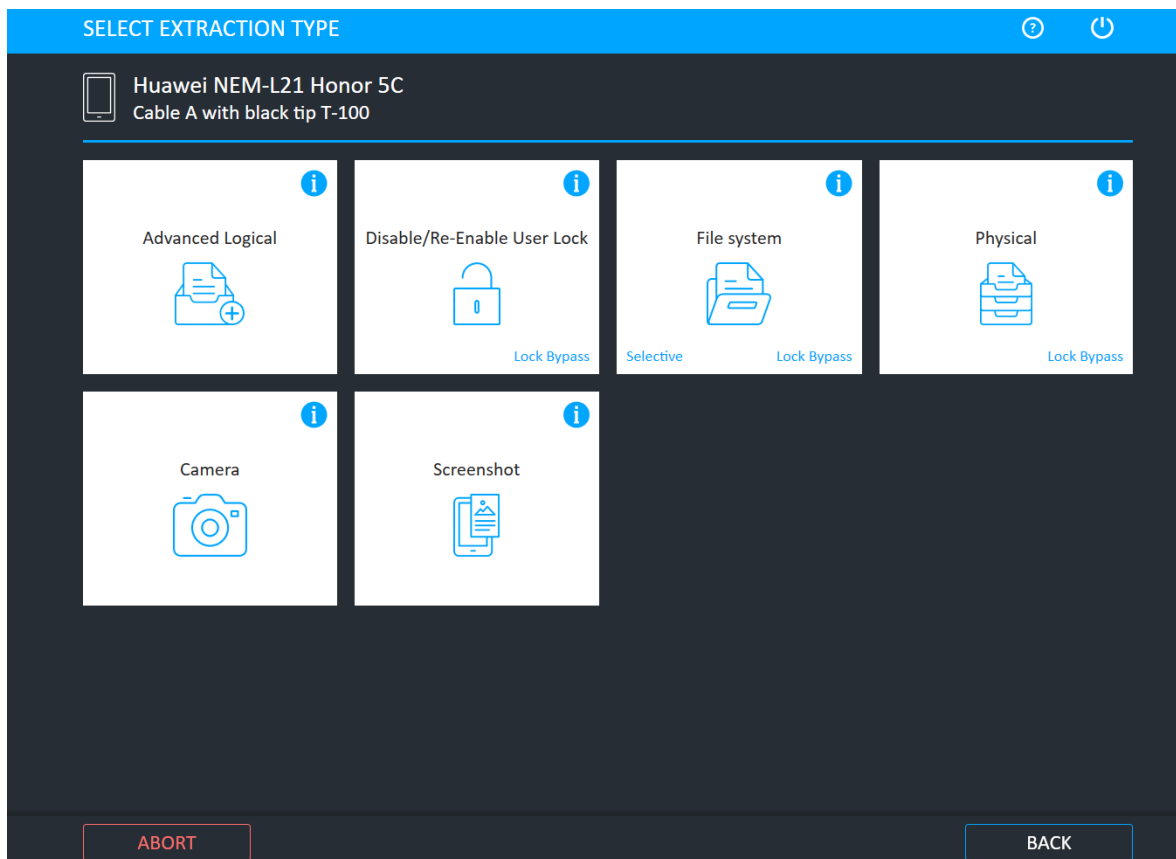 SELECT EXTRACTION TYPE
Huawei NEM-L21 Honor 5C
Cable A with black tip T-100
Advanced Logical
Disable/Re-Enable User Lock
Lock Bypass
File system
Selective
Lock Bypass
Physical
Lock Bypass
Camera
Screenshot
ABORT
BACK